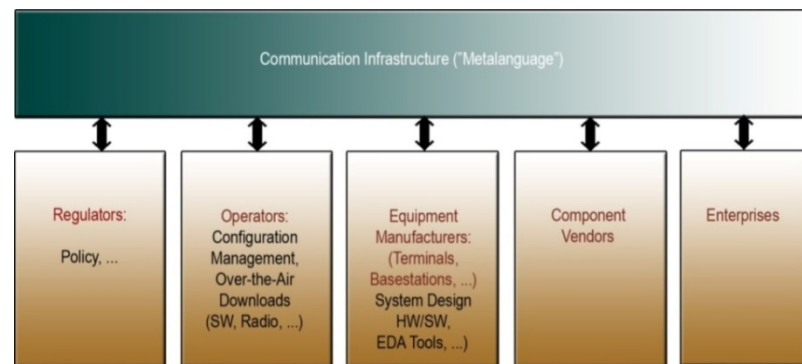 Communication Infrastructure ("Metalanguage")
Regulators:
Policy, ...
Operators:
Configuration
Management,
Over-the-Air
Downloads
(SW, Radio, ...)
Equipment
Manufacturers:
(Terminals,
Basestations, ...)
System Design
HW/SW,
EDA Tools, ...)
Component
Vendors
Enterprises